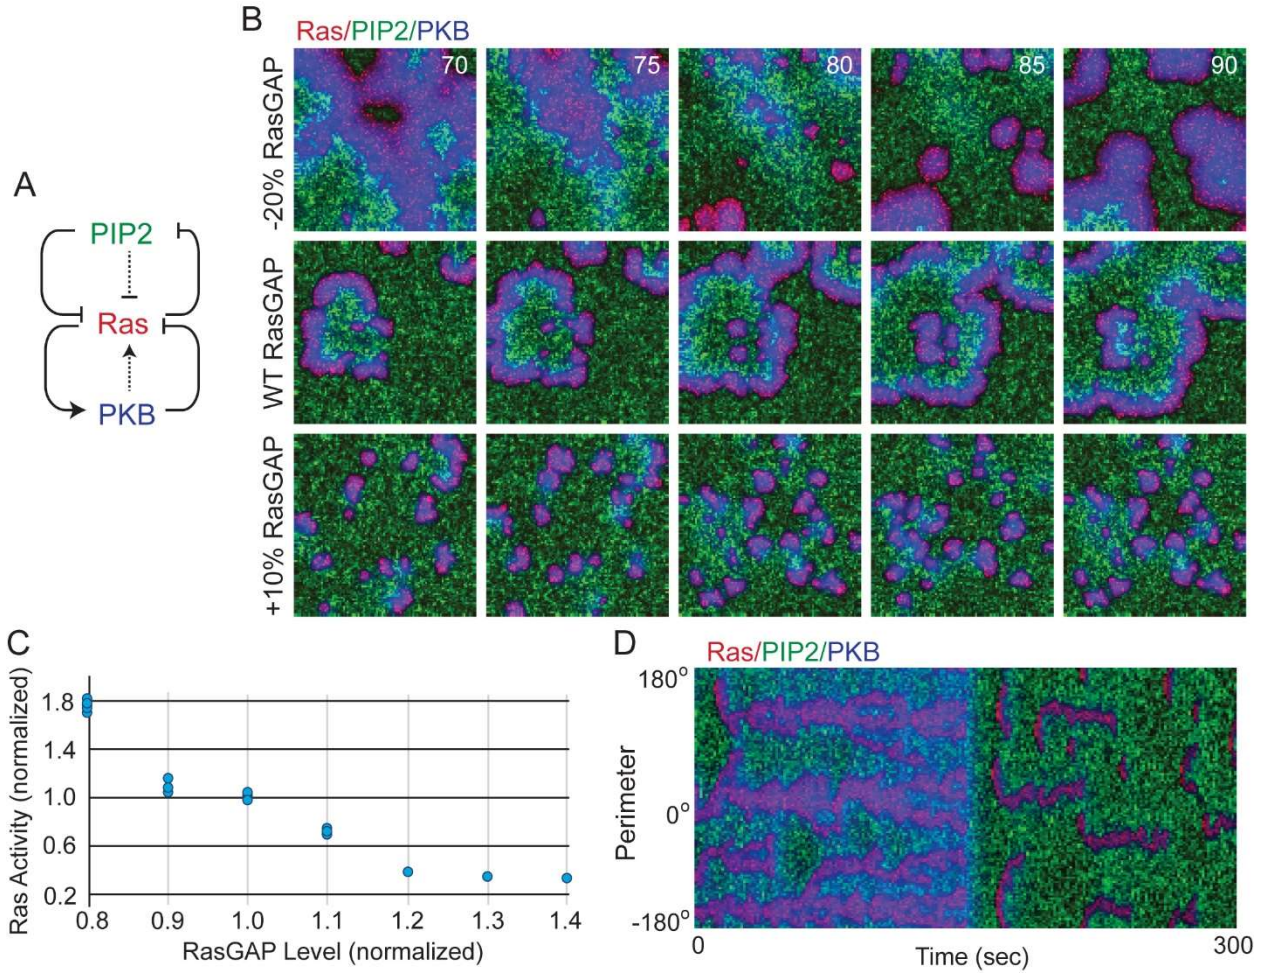 A
PIP2
Ras
PKB
B
Ras/PIP2/PKB
-20% RasGAP
70
75
80
85
90
WT RasGAP
+10% RasGAP
C
Ras Activity (normalized)
1.8
1.4
1.0
0.6
0.2
0.8
0.9
1.0
1.1
1.2
1.3
1.4
RasGAP Level (normalized)
D
Ras/PIP2/PKB
Perimeter
180°
0°
-180°
0
300
Time (sec)